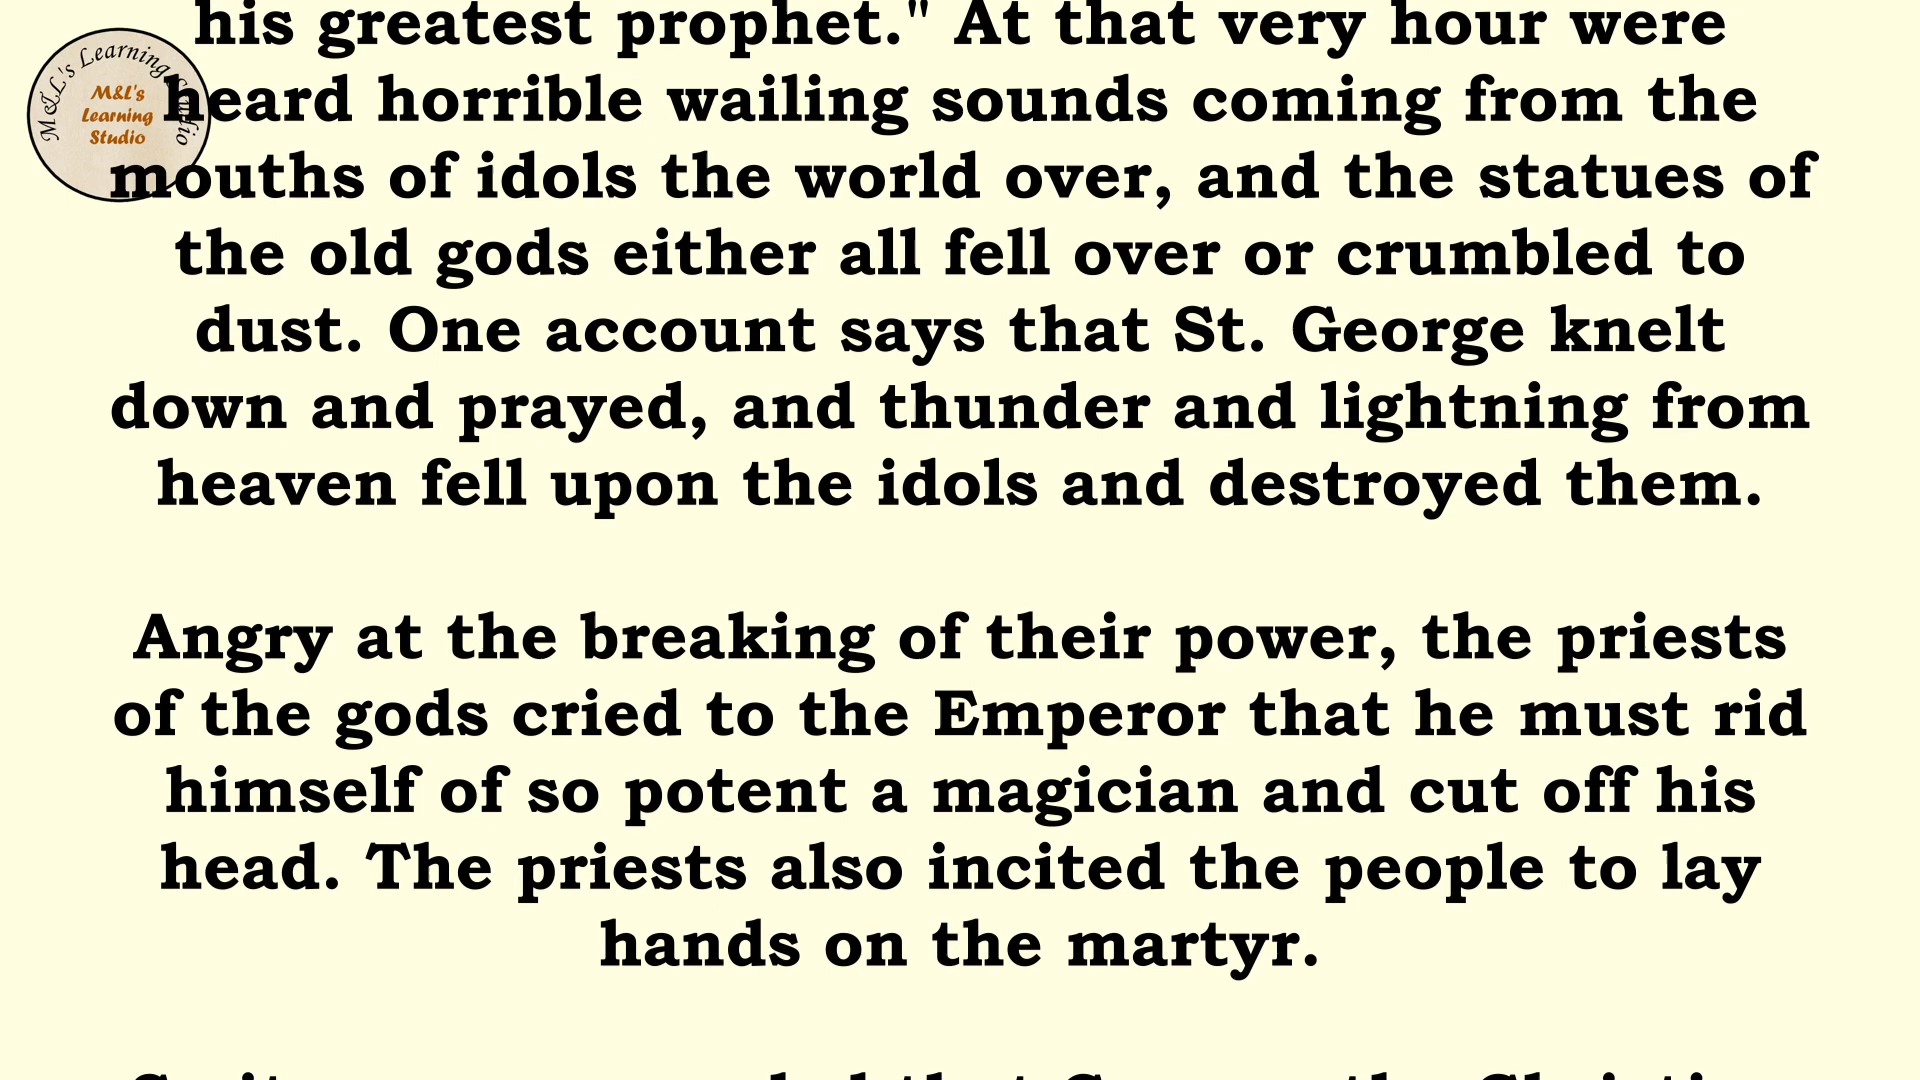 his greatest prophet." At that very hour were
heard horrible wailing sounds coming from the
mouths of idols the world over, and the statues of
the old gods either all fell over or crumbled to
dust. One account says that St. George knelt
down and prayed, and thunder and lightning from
heaven fell upon the idols and destroyed them.
Angry at the breaking of their power, the priests
of the gods cried to the Emperor that he must rid
himself of so potent a magician and cut off his
head. The priests also incited the people to lay
hands on the martyr.
M&L's Learning Studio
M&L's
Learning
Studio